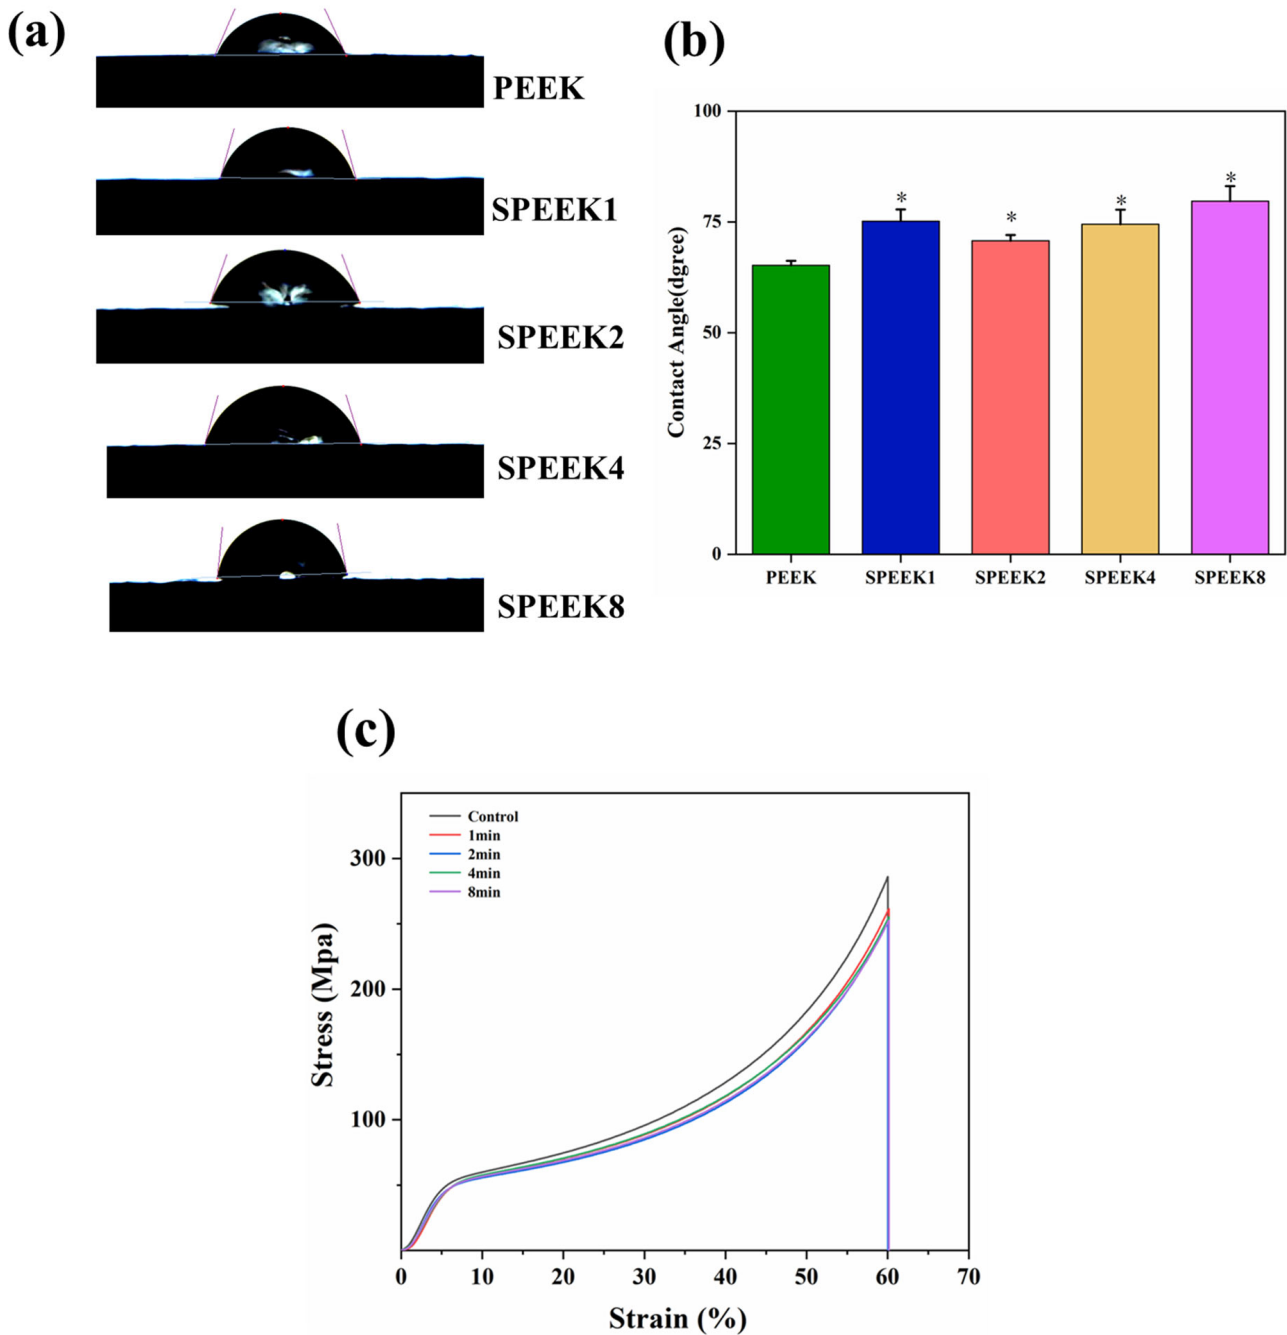 (a)
PEEK
SPEEK1
SPEEK2
SPEEK4
SPEEK8
(b)
100
75
50
25
0
Contact Angle(dgree)
*
*
*
*
PEEK
SPEEK1
SPEEK2
SPEEK4
SPEEK8
(c)
Control
1min
2min
4min
8min
300
200
100
Stress (Mpa)
0
10
20
30
40
50
60
70
Strain (%)